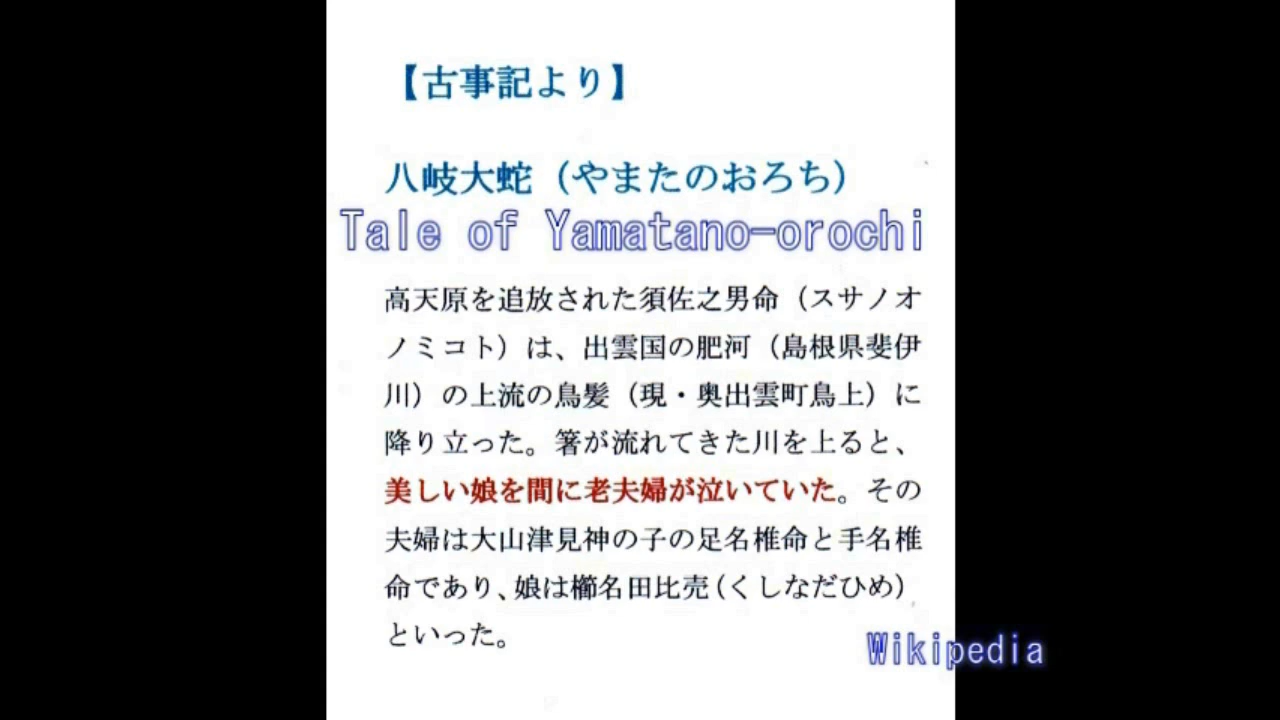 【古事記より】
八岐大蛇（やまたのおろち）
Tale of Yamatano-orochi
高天原を追放された須佐之男命（スサノオ
ノミコト）は、出雲国の肥河（島根県斐伊
川）の上流の鳥髪（現・奥出雲町鳥上）に
降り立った。箸が流れてきた川を上ると、
美しい娘を間に老夫婦が泣いていた。その
夫婦は大山津見神の子の足名椎命と手名椎
命であり、娘は櫛名田比売（くしなだひめ）
といった。
Wikipedia